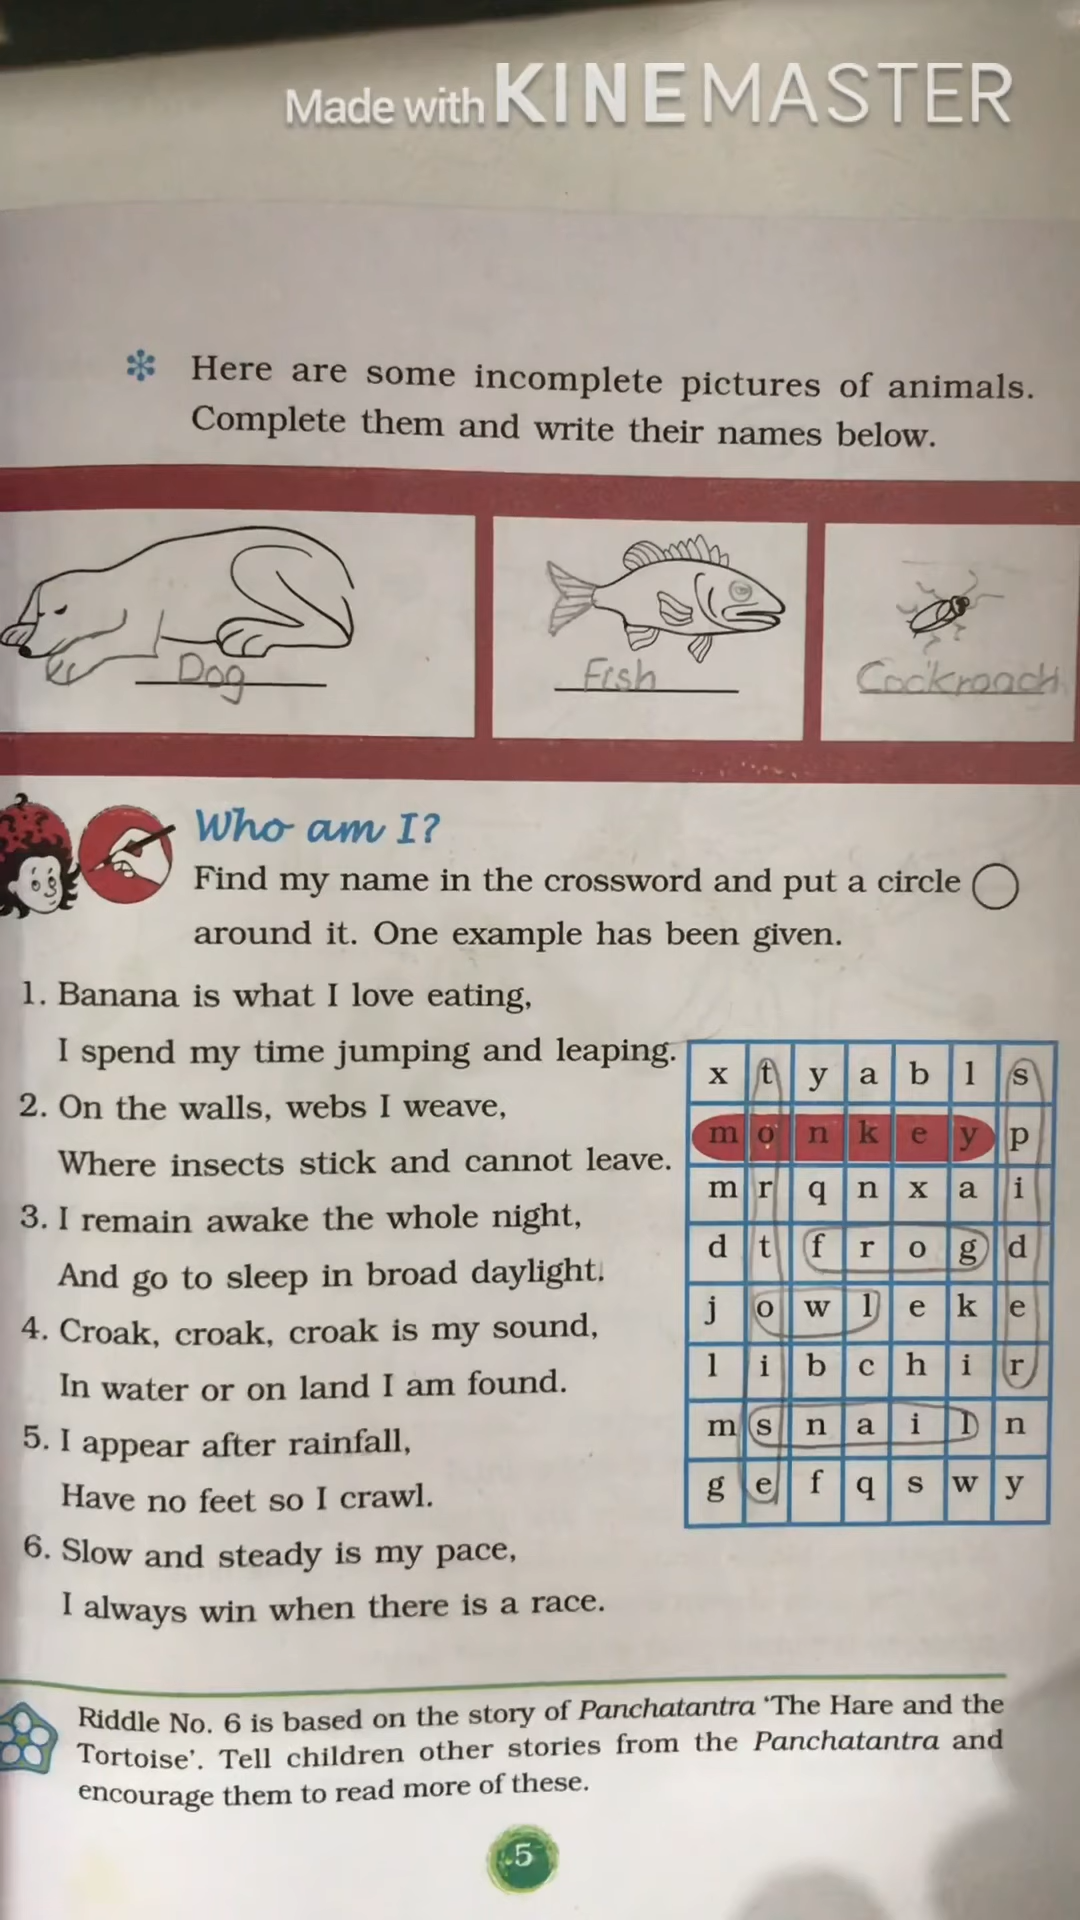 Made with KINEMASTER
Here are some incomplete pictures of animals.
Complete them and write their names below.
Dog
Fish
Cockroach
Who am I?
Find my name in the crossword and put a circle
around it. One example has been given.
1. Banana is what I love eating,
I spend my time jumping and leaping.
2. On the walls, webs I weave,
Where insects stick and cannot leave.
3. I remain awake the whole night,
And go to sleep in broad daylight.
4. Croak, croak, croak is my sound,
In water or on land I am found.
5. I appear after rainfall,
Have no feet so I crawl.
6. Slow and steady is my pace,
I always win when there is a race.
x t y a b l s
m o n k e y p
m r q n x a i
d t f r o g d
j o w l e k e
l i b c h i r
m s n a i l n
g e f q s w y
Riddle No. 6 is based on the story of Panchatantra ‘The Hare and the
Tortoise’. Tell children other stories from the Panchatantra and
encourage them to read more of these.
5